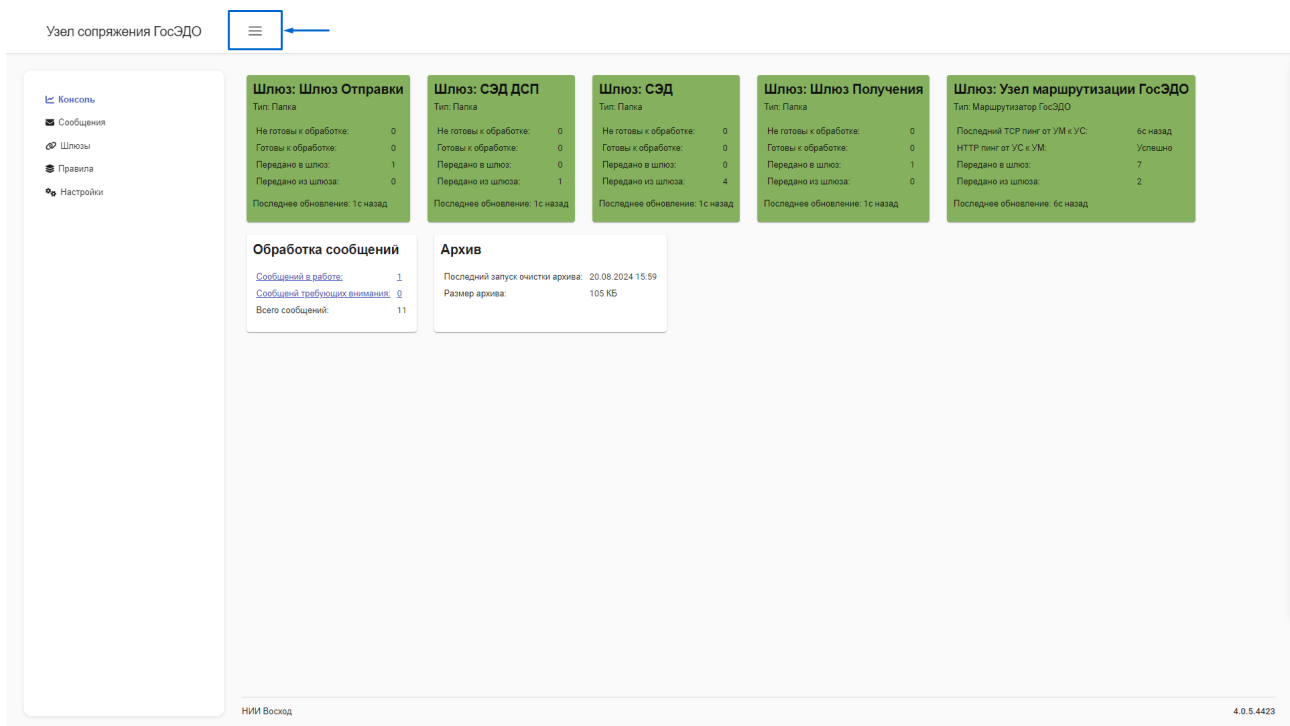 Узел сопряжения ГосЭДО
Консоль
Сообщения
Шлюзы
Правила
Настройки
Шлюз: Шлюз Отправки
Тип: Папка
Не готовы к обработке: 0
Готовы к обработке: 0
Передано в шлюз: 1
Передано из шлюза: 0
Последнее обновление: 1с назад
Шлюз: СЭД ДСП
Тип: Папка
Не готовы к обработке: 0
Готовы к обработке: 0
Передано в шлюз: 0
Передано из шлюза: 1
Последнее обновление: 1с назад
Шлюз: СЭД
Тип: Папка
Не готовы к обработке: 0
Готовы к обработке: 0
Передано в шлюз: 0
Передано из шлюза: 4
Последнее обновление: 1с назад
Шлюз: Шлюз Получения
Тип: Папка
Не готовы к обработке: 0
Готовы к обработке: 0
Передано в шлюз: 1
Передано из шлюза: 0
Последнее обновление: 1с назад
Шлюз: Узел маршрутизации ГосЭДО
Тип: Маршрутизатор ГосЭДО
Последний TCP пинг от УМ к УС: 6с назад
HTTP пинг от УС к УМ: Успешно
Передано в шлюз: 7
Передано из шлюза: 2
Последнее обновление: 6с назад
Обработка сообщений
Сообщений в работе: 1
Сообщенй требующих внимания: 0
Всего сообщений: 11
Архив
Последний запуск очистки архива: 20.08.2024 15:59
Размер архива: 105 КБ
НИИ Восход
4.0.5.4423